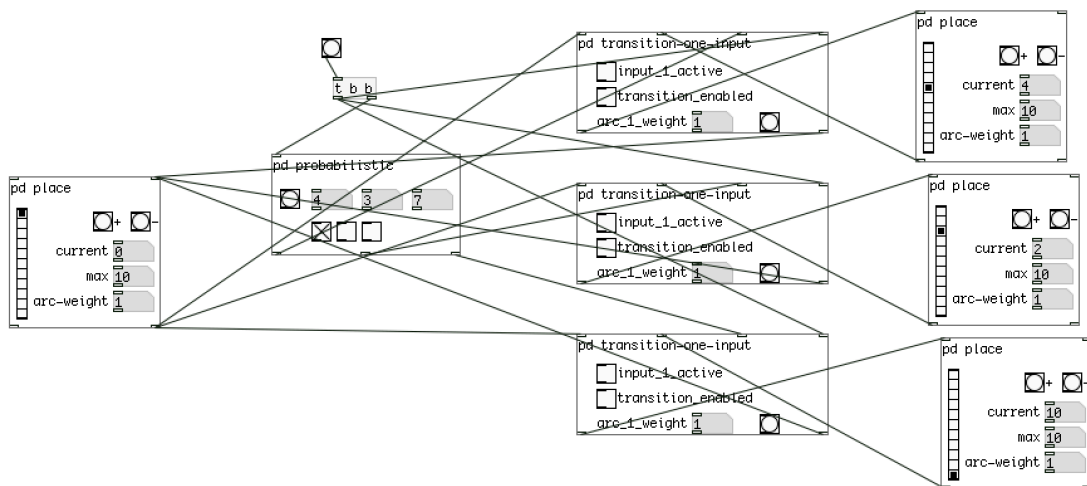 t b b
pd probabilistic
4 3 7
pd place
+ -
current 0
max 10
arc-weight 1
pd transition-one-input
input_1_active
transition_enabled
arc_1_weight 1
pd transition-one-input
input_1_active
transition_enabled
arc_1_weight 1
pd transition-one-input
input_1_active
transition_enabled
arc_1_weight 1
pd place
+ -
current 4
max 10
arc-weight 1
pd place
+ -
current 2
max 10
arc-weight 1
pd place
+ -
current 10
max 10
arc-weight 1